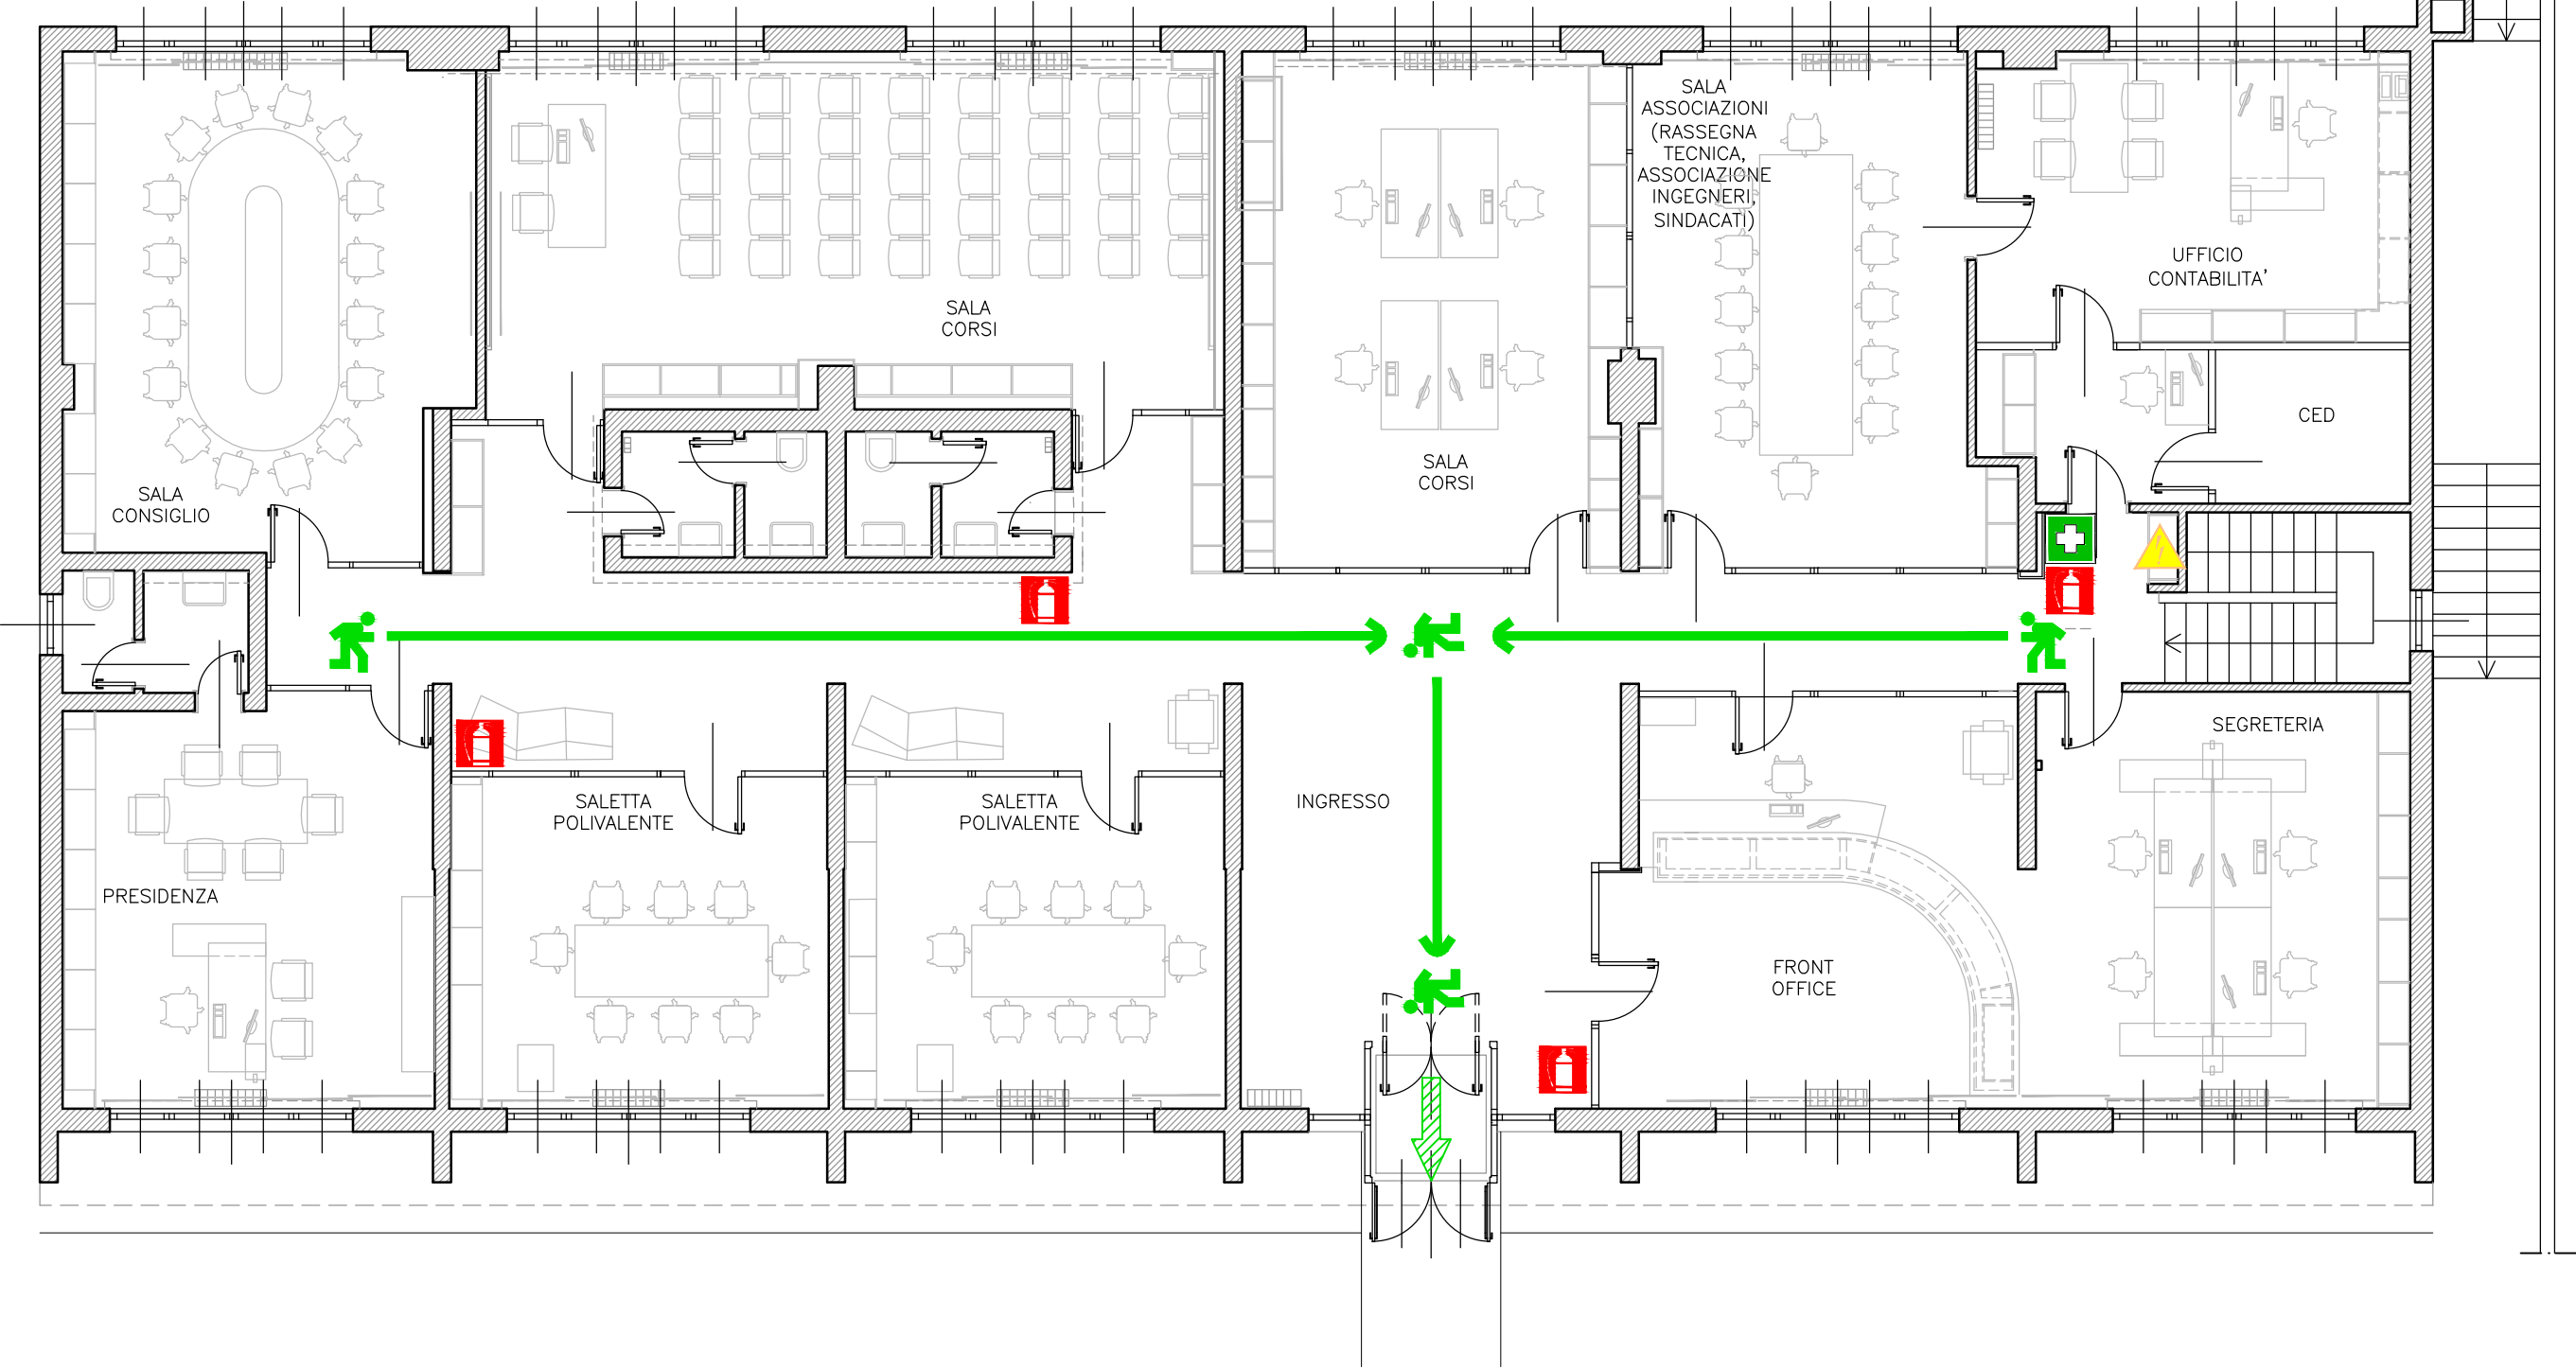 SALA
ASSOCIAZIONI
(RASSEGNA
TECNICA,
ASSOCIAZIONE
INGEGNERI,
SINDACATI)
UFFICIO
CONTABILITA'
SALA
CORSI
CED
SALA
CORSI
SALA
CONSIGLIO
SEGRETERIA
SALETTA
POLIVALENTE
SALETTA
POLIVALENTE
INGRESSO
PRESIDENZA
FRONT
OFFICE